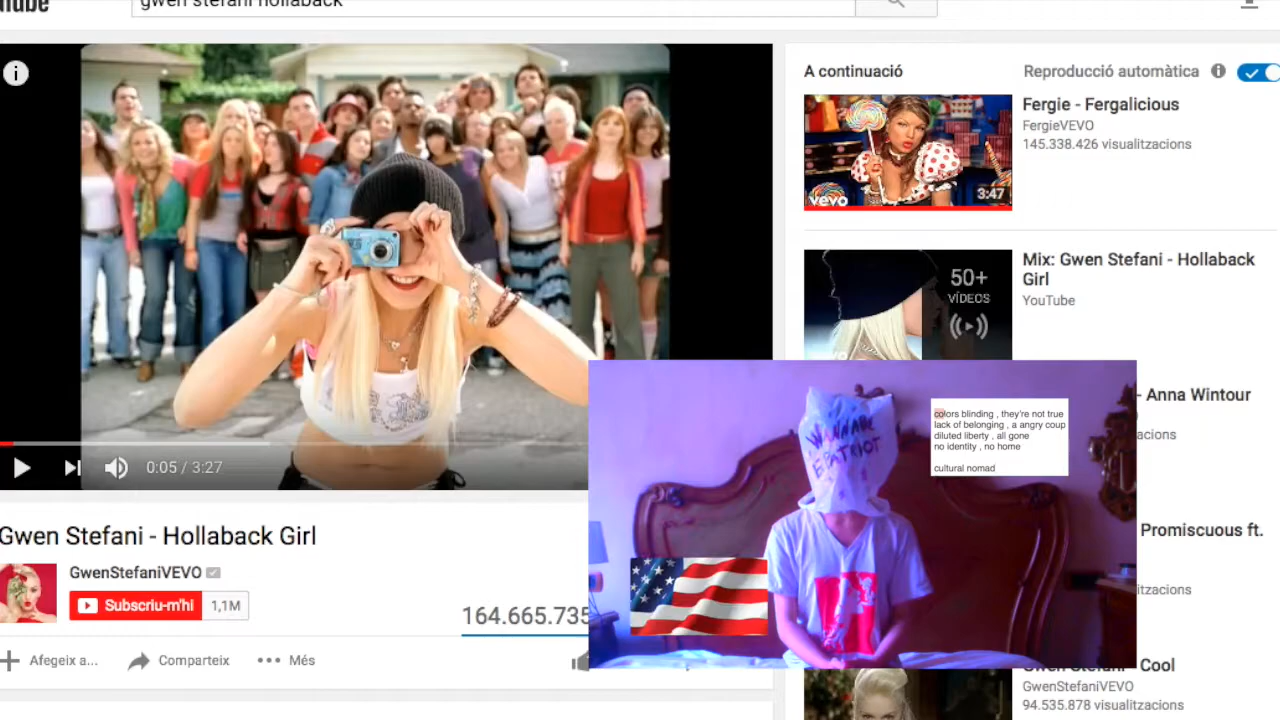 gwen stefani hollaback
A continuació
Reproducció automàtica
Fergie - Fergalicious
FergieVEVO
145.338.426 visualitzacions
vevo
3:47
Mix: Gwen Stefani - Hollaback
Girl
YouTube
50+
VÍDEOS
- Anna Wintour
Promiscuous ft.
Cool
GwenStefaniVEVO
94.535.878 visualitzacions
0:05 / 3:27
Gwen Stefani - Hollaback Girl
GwenStefaniVEVO
Subscriu-m'hi
1,1M
164.665.735
Afegeix a...
Comparteix
Més
WANNABE
colors blinding , they're not true
lack of belonging , a angry coup
diluted liberty , all gone
no identity , no home
cultural nomad